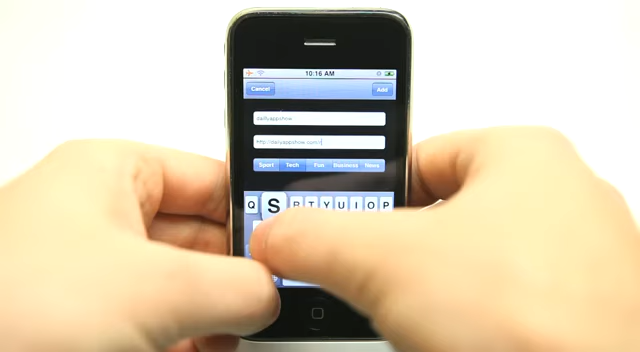 10:16 AM
Cancel Add
dailyappshow
http://dailyappshow.com/
Sport Tech Fun Business News
Q S R T Y U I O P